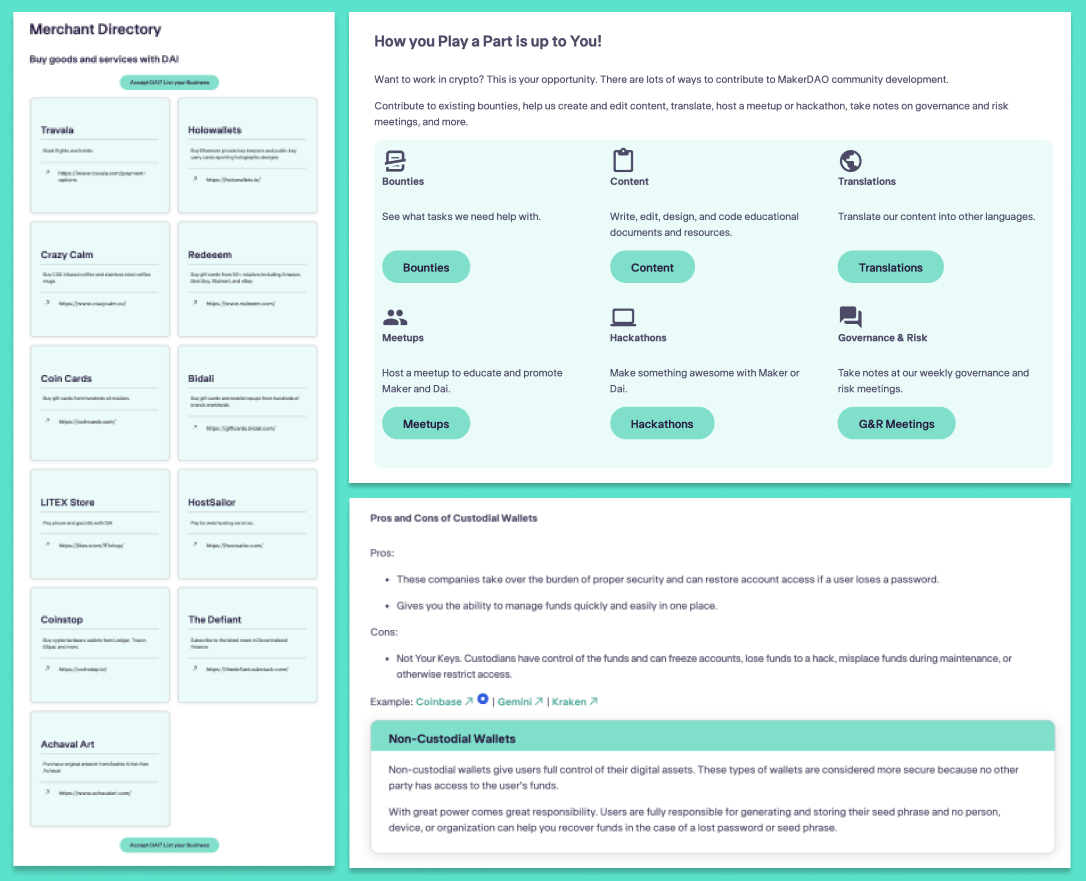 Merchant Directory
Buy goods and services with DAI
Accept DAI? List your Business
Travala
Book flights and hotels.
https://www.travala.com/payment-
options
Holowallets
Buy Ethereum private key keepers and public key
carry cards sporting holographic designs.
https://holowallets.io/
Crazy Calm
Buy CBD infused coffee and stainless steel coffee
mugs.
https://www.crazycalm.co/
Redeeem
Buy gift cards from 50+ retailers including Amazon,
Best Buy, Walmart, and eBay.
https://www.redeeem.com/
Coin Cards
Buy gift cards from hundreds of retailers.
https://coincards.com/
Bidali
Buy gift cards and mobile topups from hundreds of
brands worldwide.
https://giftcards.bidali.com/
LITEX Store
Pay phone and gas bills with DAI
HostSailor
Pay for web hosting services.
https://hostsailor.com/
Coinstop
Buy crypto hardware wallets from Ledger, Trezor,
Ellipal, and more.
https://coinstop.io/
The Defiant
Subscribe to the latest news in Decentralized
Finance.
https://thedefiant.substack.com/
Achaval Art
Purchase original artwork from Seattle Artist Alex
Achaval
https://www.achavalart.com/
Accept DAI? List your Business
How you Play a Part is up to You!
Want to work in crypto? This is your opportunity. There are lots of ways to contribute to MakerDAO community development.
Contribute to existing bounties, help us create and edit content, translate, host a meetup or hackathon, take notes on governance and risk
meetings, and more.
Bounties
See what tasks we need help with.
Bounties
Content
Write, edit, design, and code educational
documents and resources.
Content
Translations
Translate our content into other languages.
Translations
Meetups
Host a meetup to educate and promote
Maker and Dai.
Meetups
Hackathons
Make something awesome with Maker or
Dai.
Hackathons
Governance & Risk
Take notes at our weekly governance and
risk meetings.
G&R Meetings
Pros and Cons of Custodial Wallets
Pros:
• These companies take over the burden of proper security and can restore account access if a user loses a password.
• Gives you the ability to manage funds quickly and easily in one place.
Cons:
• Not Your Keys. Custodians have control of the funds and can freeze accounts, lose funds to a hack, misplace funds during maintenance, or
otherwise restrict access.
Example: Coinbase | Gemini | Kraken
Non-Custodial Wallets
Non-custodial wallets give users full control of their digital assets. These types of wallets are considered more secure because no other
party has access to the user's funds.
With great power comes great responsibility. Users are fully responsible for generating and storing their seed phrase and no person,
device, or organization can help you recover funds in the case of a lost password or seed phrase.